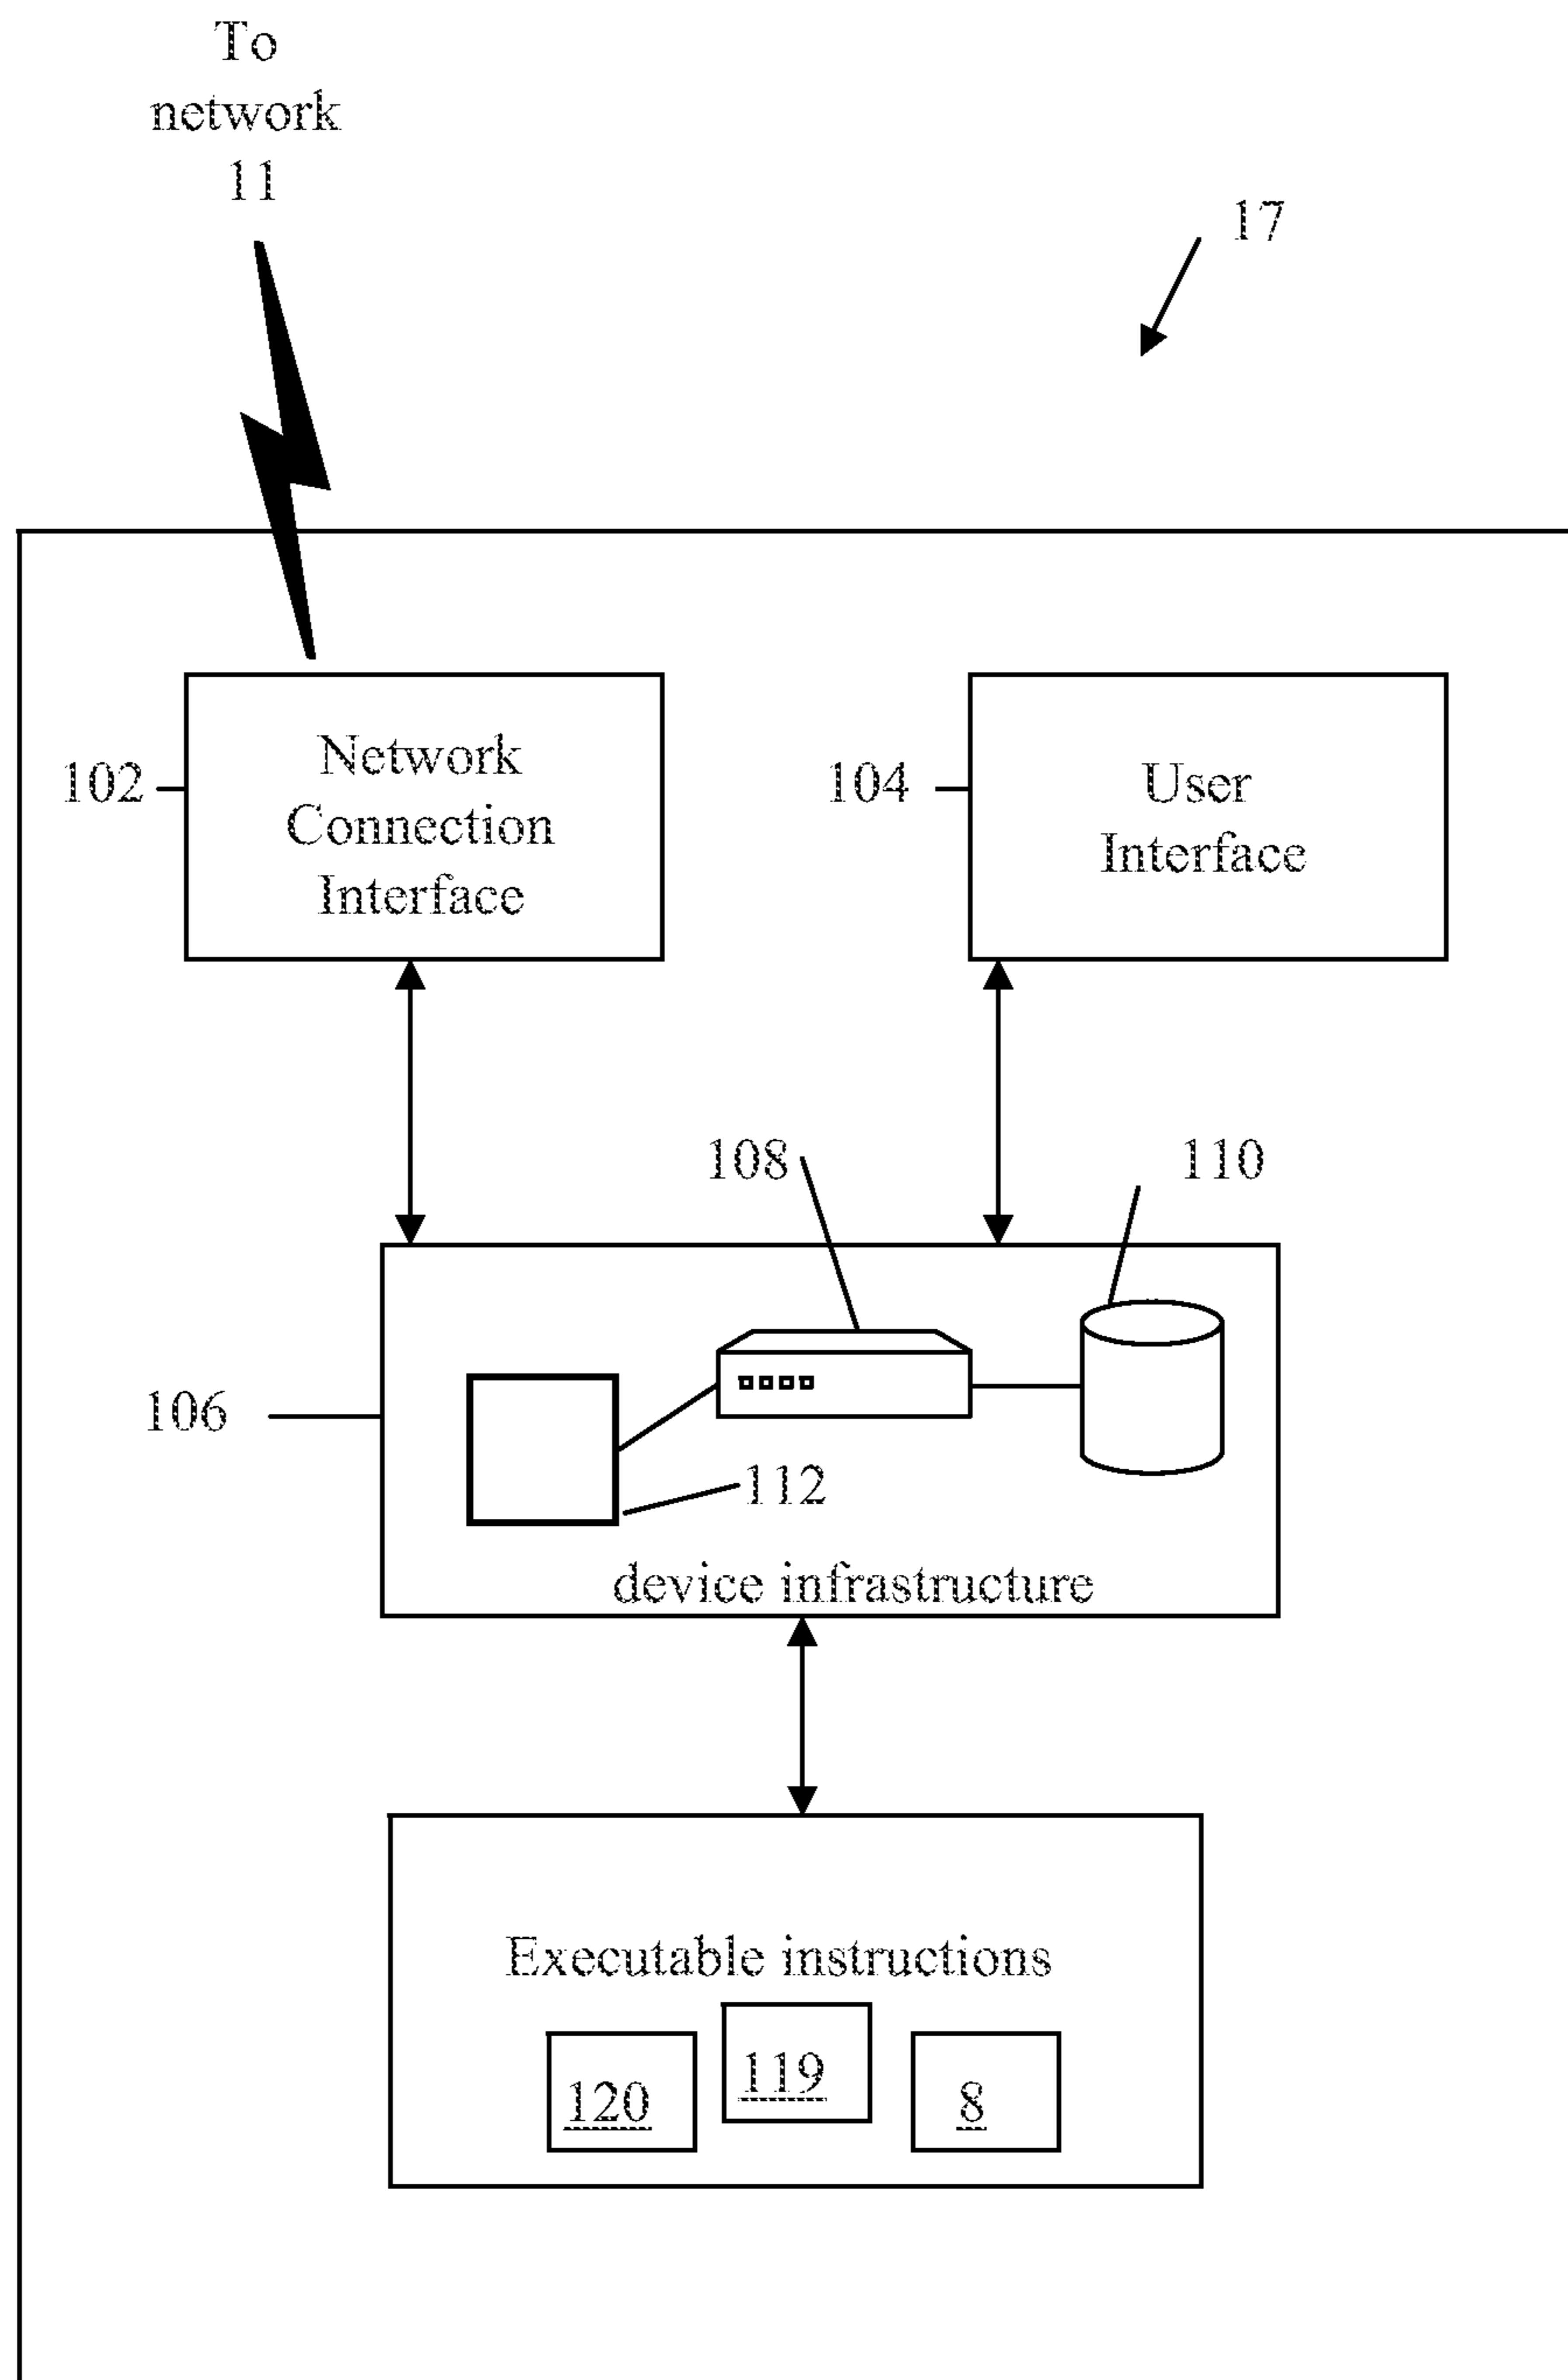 To
network
11
17
102
Network
Connection
Interface
104
User
Interface
108
110
106
112
device infrastructure
Executable instructions
120
119
8